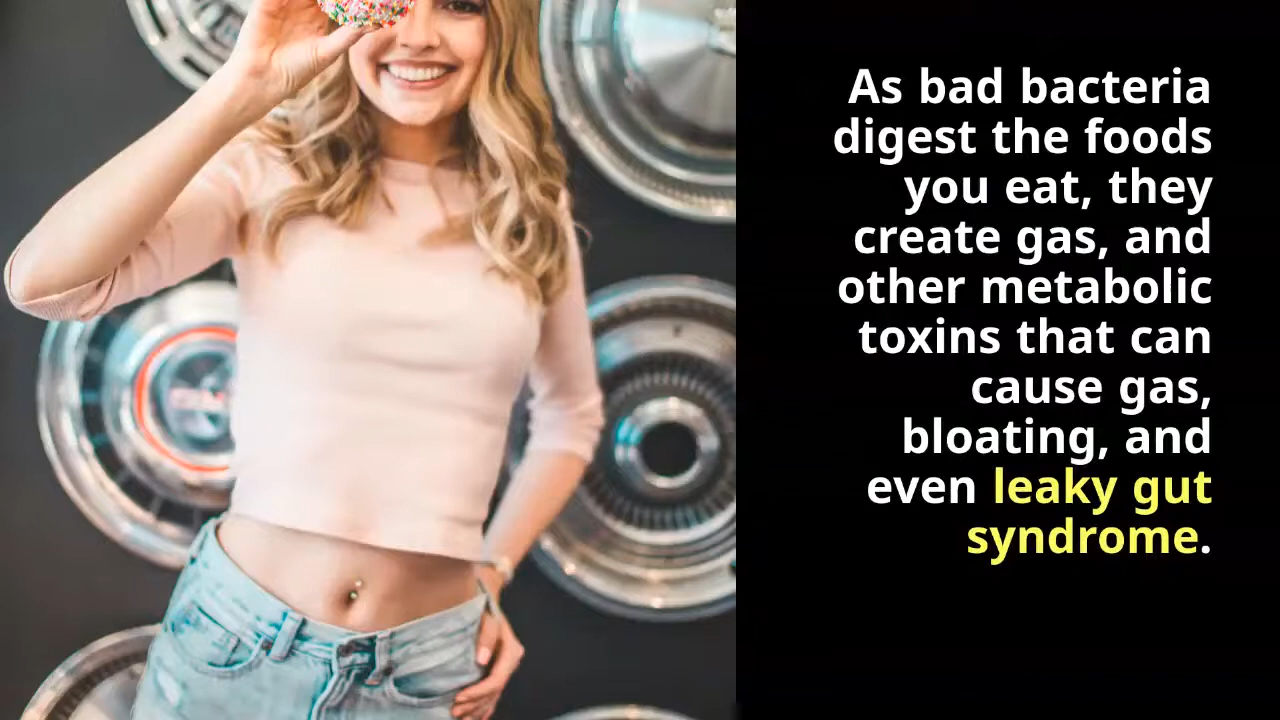 As bad bacteria
digest the foods
you eat, they
create gas, and
other metabolic
toxins that can
cause gas,
bloating, and
even leaky gut
syndrome.